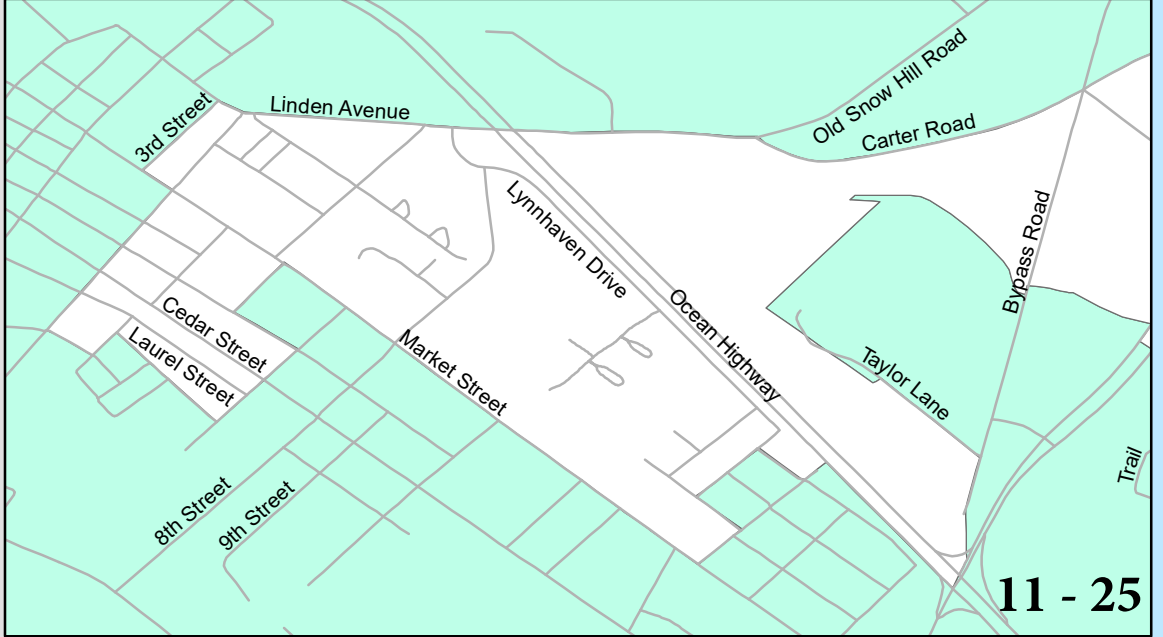 Old Snow Hill Road
3rd Street
Linden Avenue
Carter Road
Lynnhaven Drive
Bypass Road
Ocean Highway
Cedar Street
Laurel Street
Market Street
Taylor Lane
Trail
8th Street
9th Street
11 - 25